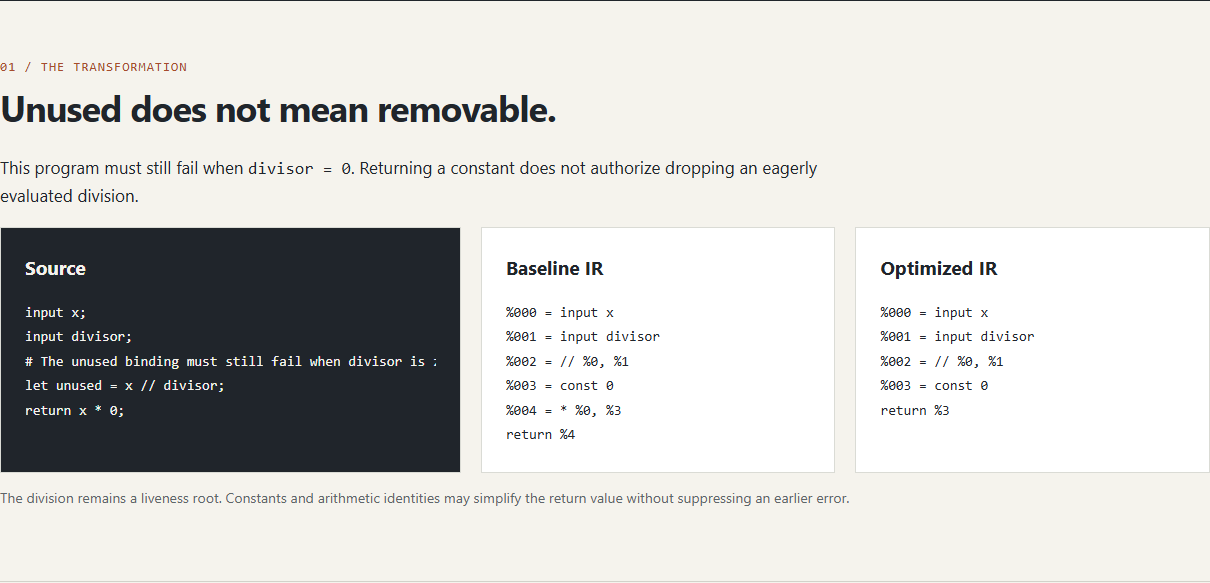 01 / THE TRANSFORMATION
Unused does not mean removable.
This program must still fail when divisor = 0. Returning a constant does not authorize dropping an eagerly
evaluated division.
Source
input x;
input divisor;
# The unused binding must still fail when divisor is
let unused = x // divisor;
return x * 0;
Baseline IR
%000 = input x
%001 = input divisor
%002 = // %0, %1
%003 = const 0
%004 = * %0, %3
return %4
Optimized IR
%000 = input x
%001 = input divisor
%002 = // %0, %1
%003 = const 0
return %3
The division remains a liveness root. Constants and arithmetic identities may simplify the return value without suppressing an earlier error.